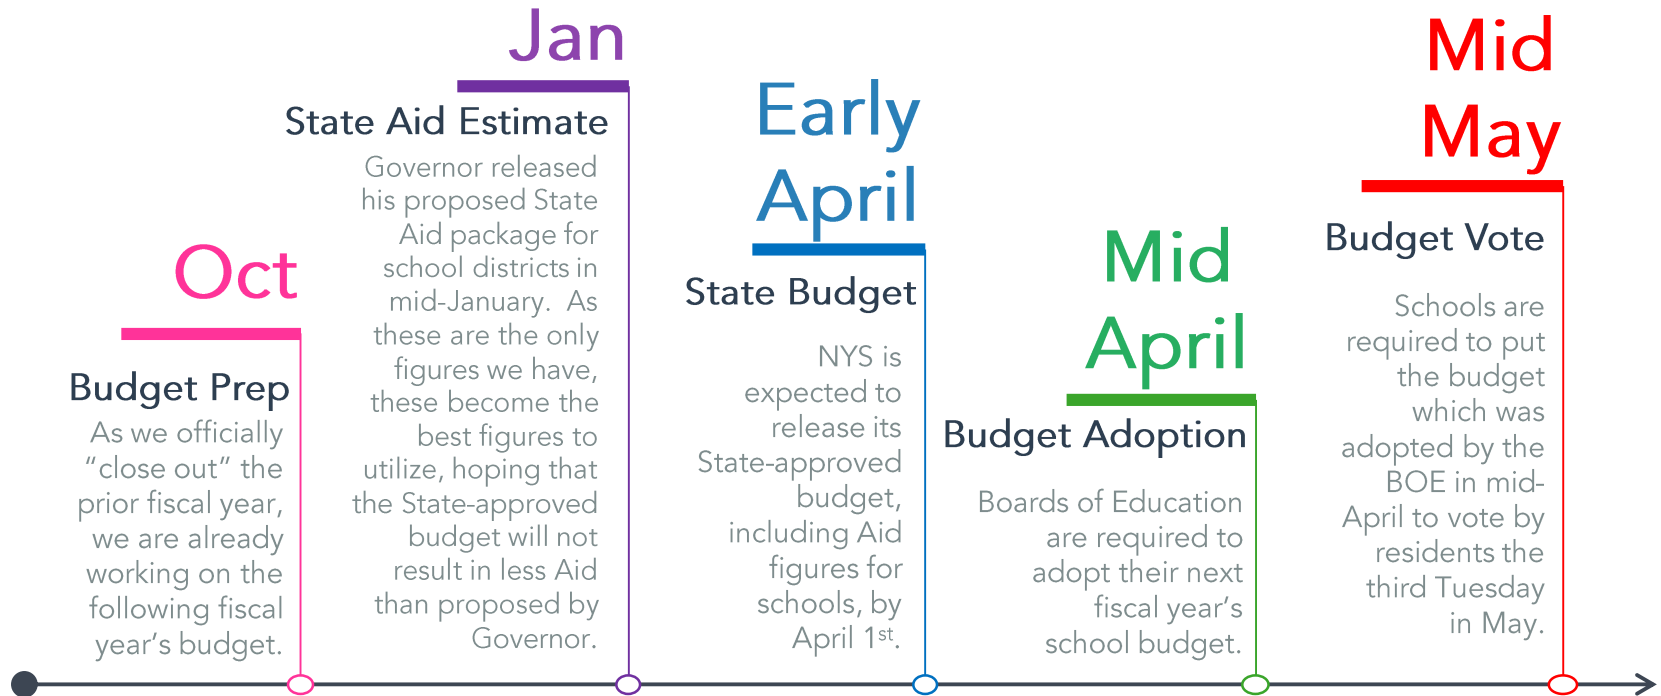 Oct
Budget Prep
As we officially
“close out” the
prior fiscal year,
we are already
working on the
following fiscal
year’s budget.
Jan
State Aid Estimate
Governor released
his proposed State
Aid package for
school districts in
mid-January.  As
these are the only
figures we have,
these become the
best figures to
utilize, hoping that
the State-approved
budget will not
result in less Aid
than proposed by
Governor.
Early
April
State Budget
NYS is
expected to
release its
State-approved
budget,
including Aid
figures for
schools, by
April 1st.
Mid
April
Budget Adoption
Boards of Education
are required to
adopt their next
fiscal year’s
school budget.
Mid
May
Budget Vote
Schools are
required to put
the budget
which was
adopted by the
BOE in mid-
April to vote by
residents the
third Tuesday
in May.